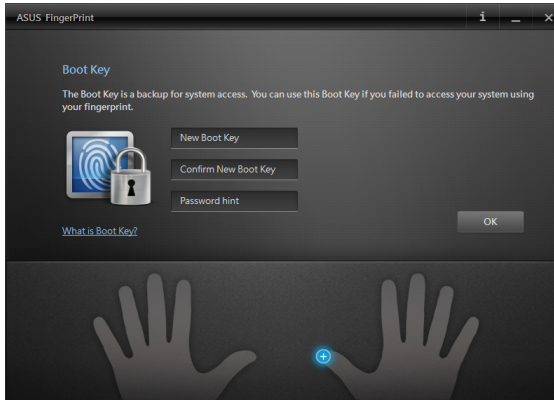 ASUS FingerPrint
Boot Key
The Boot Key is a backup for system access. You can use this Boot Key if you failed to access your system using
your fingerprint.
New Boot Key
Confirm New Boot Key
Password hint
OK
What is Boot Key?